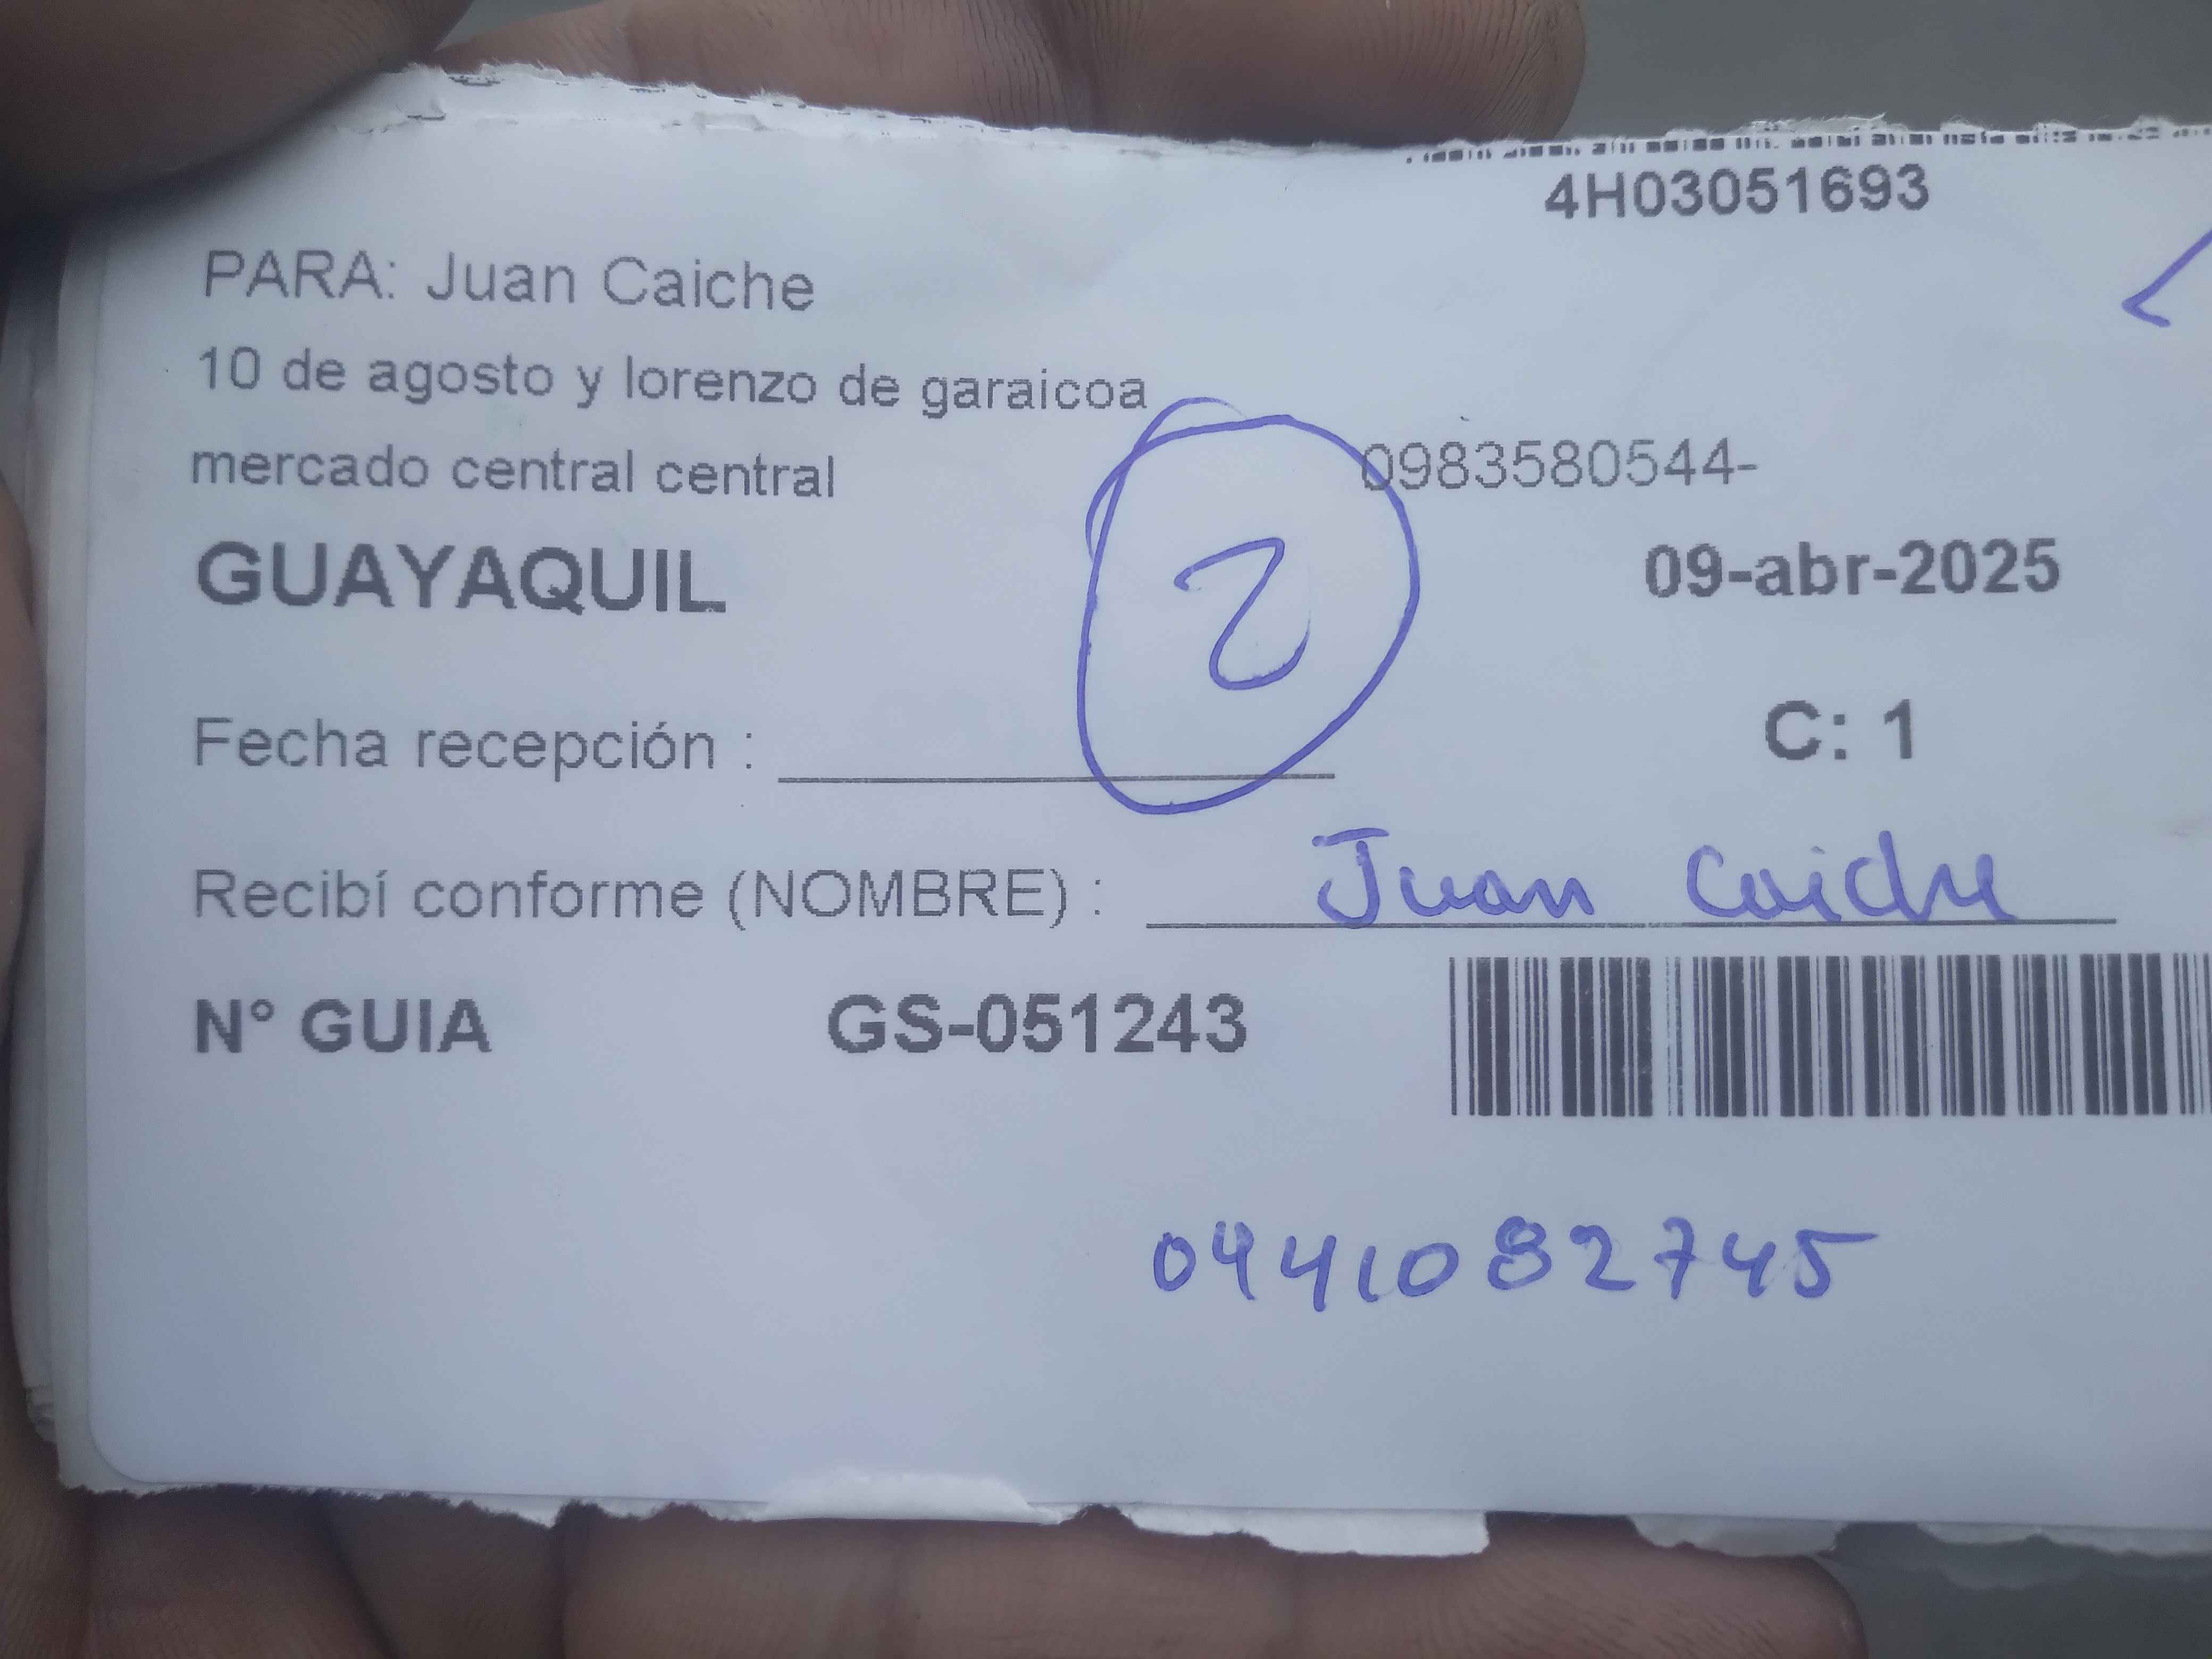 4H03051693
PARA: Juan Caiche
10 de agosto y lorenzo de garaicoa
mercado central central
0983580544-
GUAYAQUIL
2
09-abr-2025
Fecha recepción :
C: 1
Recibí conforme (NOMBRE) : Juan Caiche
N° GUIA GS-051243
0941082745